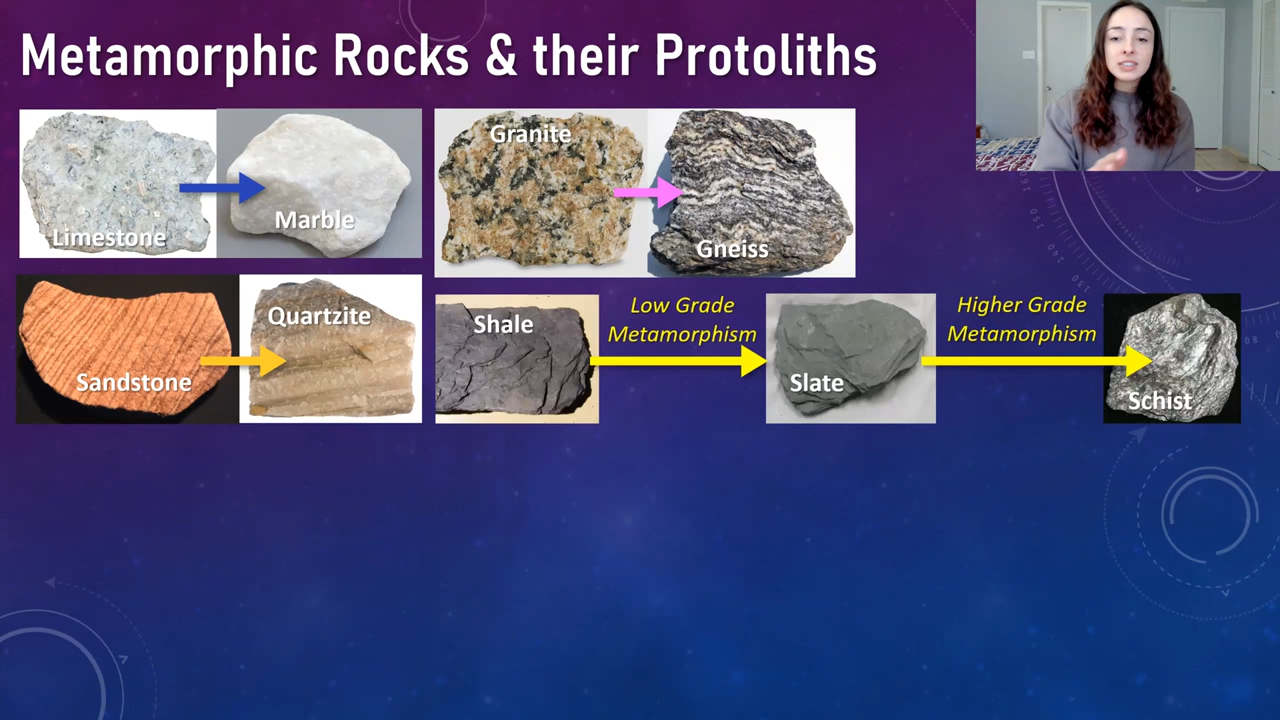 Metamorphic Rocks & their Protoliths
Limestone
Marble
Granite
Gneiss
Sandstone
Quartzite
Shale
Low Grade
Metamorphism
Slate
Higher Grade
Metamorphism
Schist